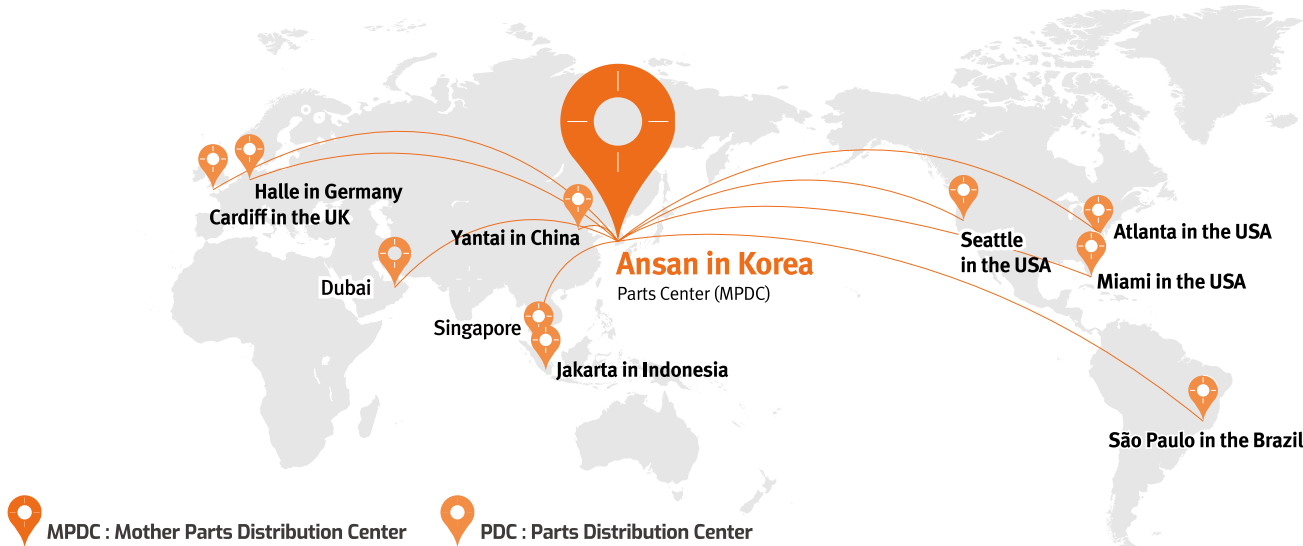 Halle in Germany
Cardiff in the UK
Yantai in China
Dubai
Ansan in Korea
Parts Center (MPDC)
Singapore
Jakarta in Indonesia
Seattle
in the USA
Atlanta in the USA
Miami in the USA
São Paulo in the Brazil
MPDC : Mother Parts Distribution Center
PDC : Parts Distribution Center